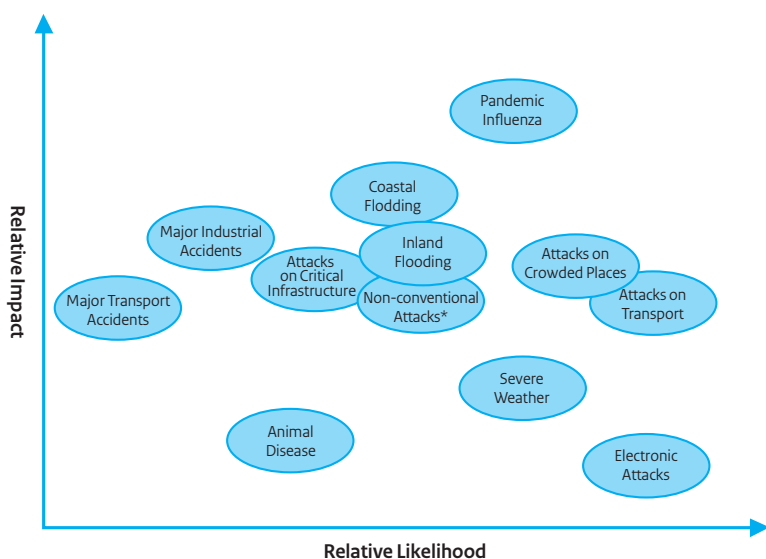 Pandemic
Influenza
Coastal
Flodding
Major Industrial
Accidents
Inland
Flooding
Attacks
on Critical
Infrastructure
Attacks on
Crowded Places
Major Transport
Accidents
Non-conventional
Attacks*
Attacks on
Transport
Severe
Weather
Animal
Disease
Electronic
Attacks
Relative Impact
Relative Likelihood